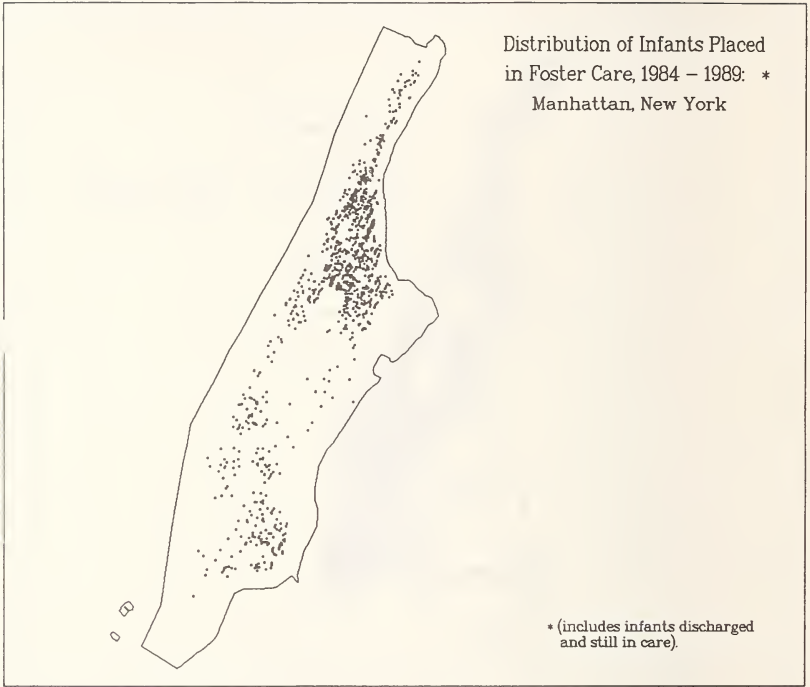 Distribution of Infants Placed
in Foster Care, 1984 – 1989: *
Manhattan, New York
* (includes infants discharged
and still in care).